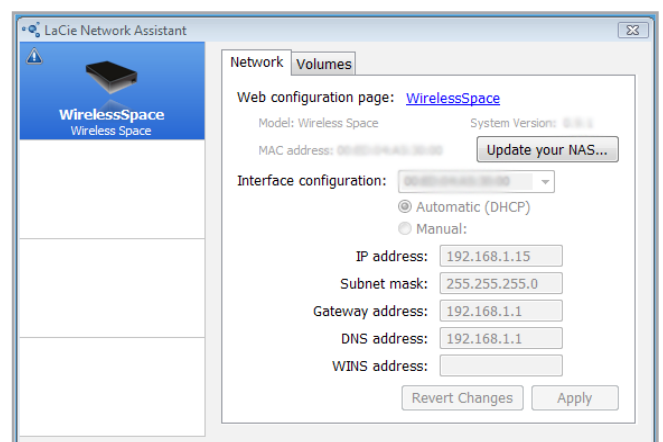 LaCie Network Assistant
WirelessSpace
Wireless Space
Network Volumes
Web configuration page: WirelessSpace
Model: Wireless Space System Version:
MAC address: Update your NAS...
Interface configuration:
Automatic (DHCP)
Manual:
IP address: 192.168.1.15
Subnet mask: 255.255.255.0
Gateway address: 192.168.1.1
DNS address: 192.168.1.1
WINS address:
Revert Changes Apply